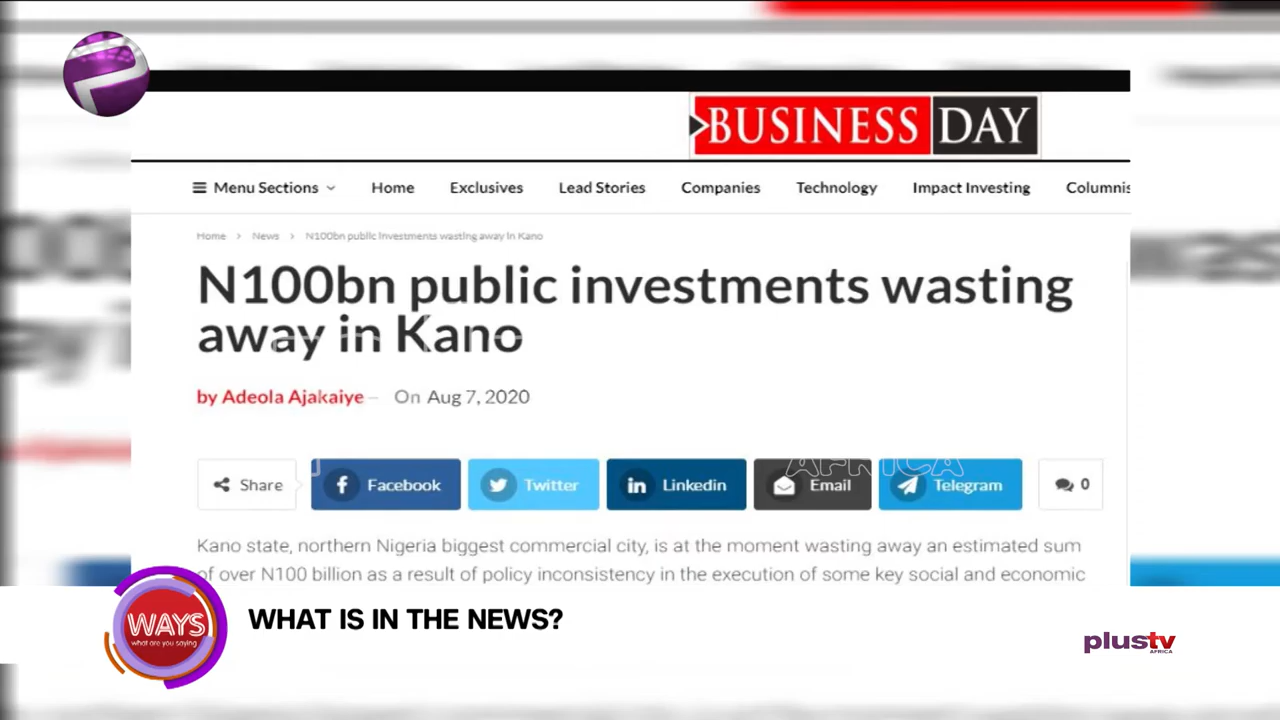 BUSINESS DAY
Menu Sections Home Exclusives Lead Stories Companies Technology Impact Investing Columnis
Home > News > N100bn public investments wasting away in Kano
N100bn public investments wasting
away in Kano
by Adeola Ajakaiye – On Aug 7, 2020
AFRICA
Share Facebook Twitter Linkedin Email Telegram 0
Kano state, northern Nigeria biggest commercial city, is at the moment wasting away an estimated sum
of over N100 billion as a result of policy inconsistency in the execution of some key social and economic
WAYS
what are you saying
WHAT IS IN THE NEWS?
plustv
AFRICA